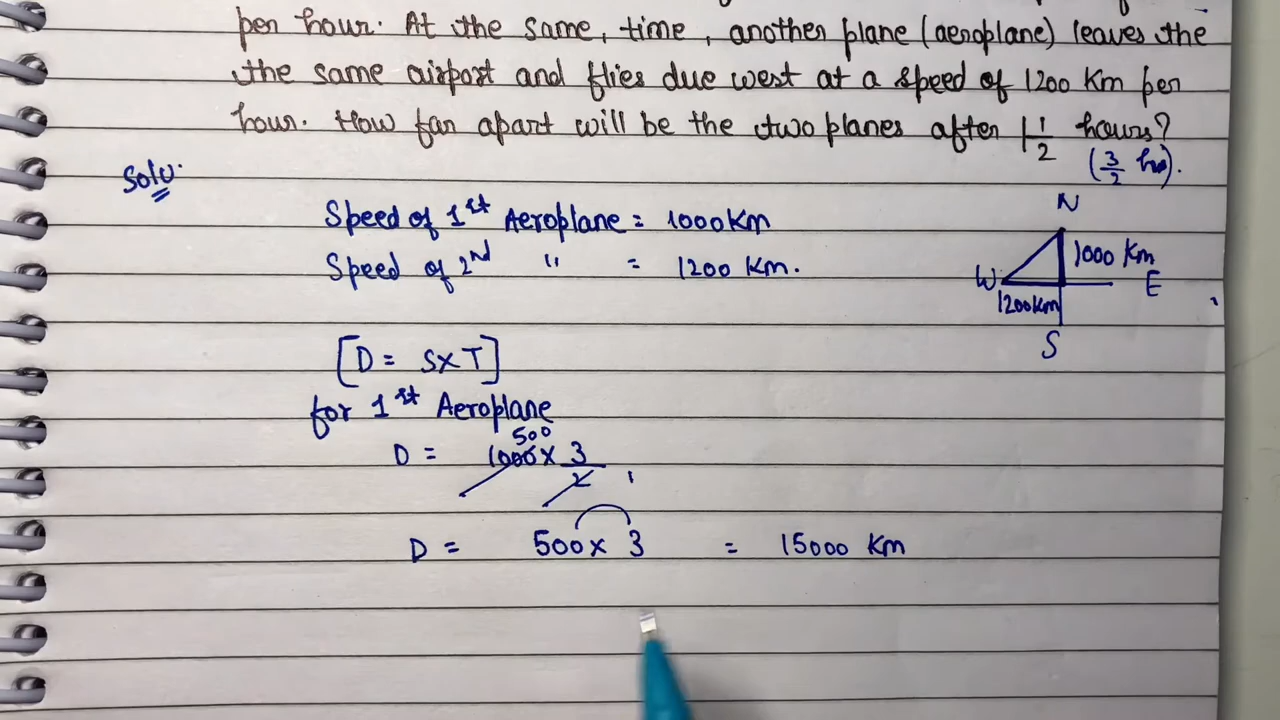 per hour. At the same, time, another plane (aeroplane) leaves the
the same airport and flies due west at a speed of 1200 Km per
hour. How far apart will be the two planes after 1 1/2 hours?
(3/2 hr).
Solu.
Speed of 1st Aeroplane = 1000Km
Speed of 2nd " = 1200 Km.
N
1000 Km
W
E
1200km
S
[D = S×T]
for 1st Aeroplane
500
D = 1000 × 3/2 1
D = 500 × 3 = 15000 Km